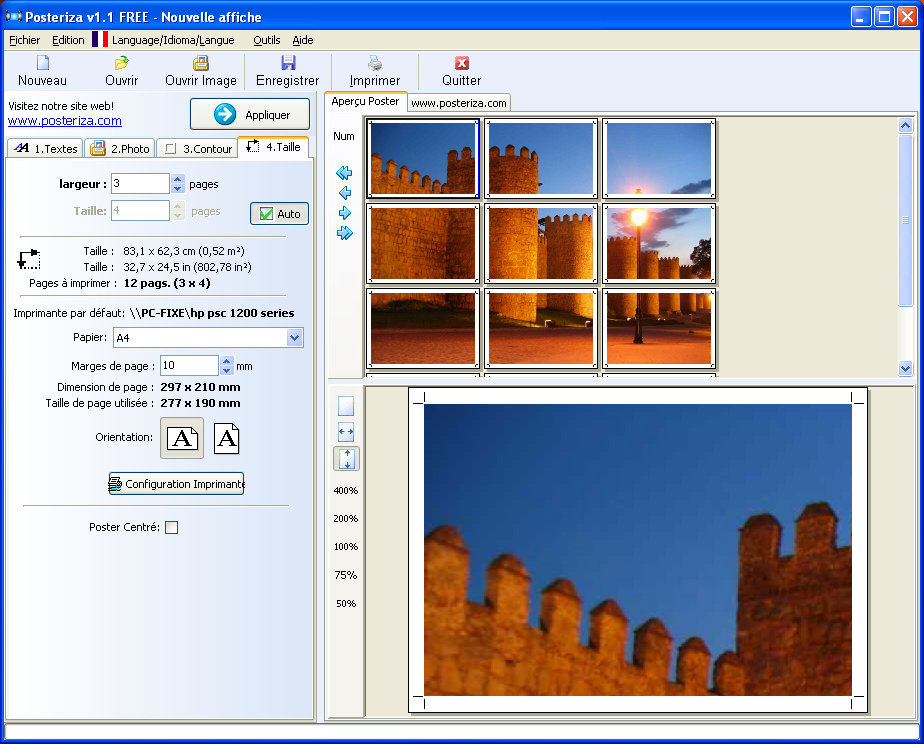 Posteriza v1.1 FREE - Nouvelle affiche
Fichier Edition Language/Idioma/Langue Outils Aide
Nouveau Ouvrir Ouvrir Image Enregistrer Imprimer Quitter
Visitez notre site web!
www.posteriza.com
Appliquer
1.Textes 2.Photo 3.Contour 4.Taille
largeur : 3 pages
Taille: 4 pages
Auto
Taille : 83,1 x 62,3 cm (0,52 m²)
Taille : 32,7 x 24,5 in (802,78 in²)
Pages à imprimer : 12 pags. (3 x 4)
Imprimante par défaut: \\PC-FIXE\hp psc 1200 series
Papier: A4
Marges de page : 10 mm
Dimension de page : 297 x 210 mm
Taille de page utilisée : 277 x 190 mm
Orientation: A A
Configuration Imprimante
Poster Centré:
Aperçu Poster www.posteriza.com
Num
400%
200%
100%
75%
50%